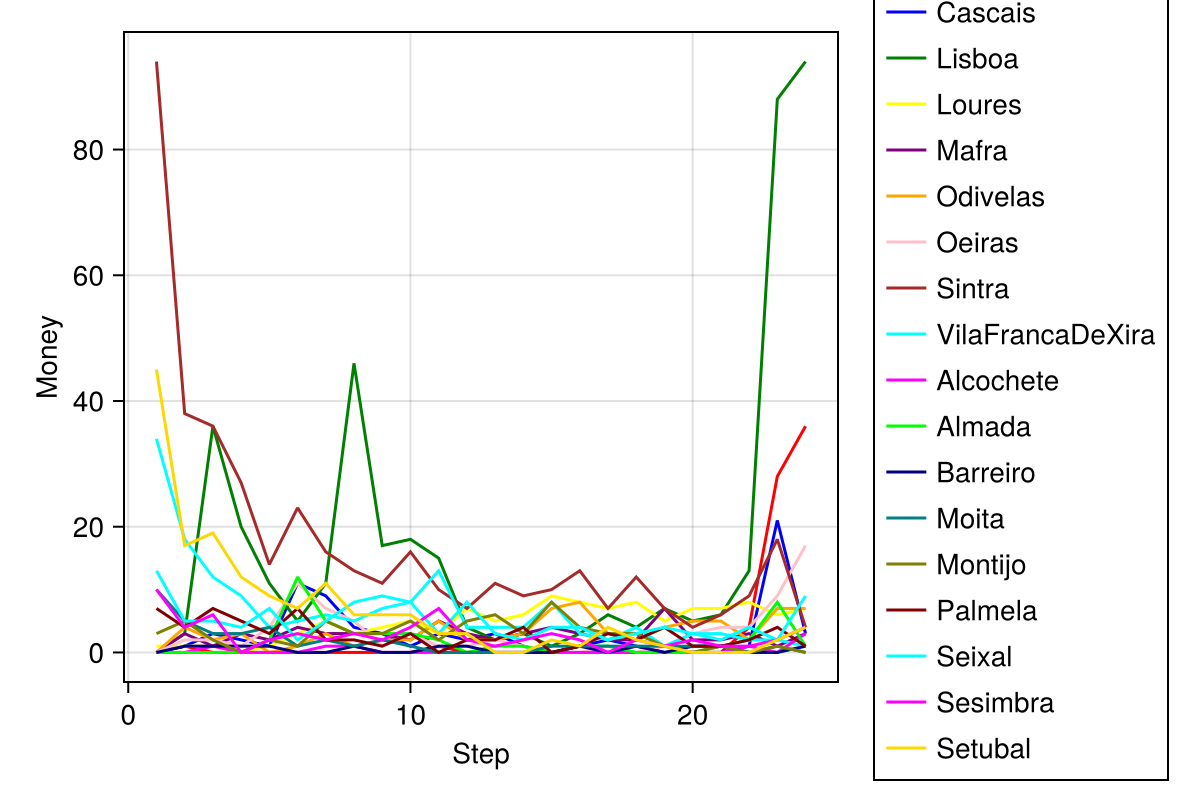 Cascais
Lisboa
Loures
Mafra
Odivelas
Oeiras
Sintra
VilaFrancaDeXira
Alcochete
Almada
Barreiro
Moita
Montijo
Palmela
Seixal
Sesimbra
Setubal
Money
80
60
40
20
0
0 10 20
Step